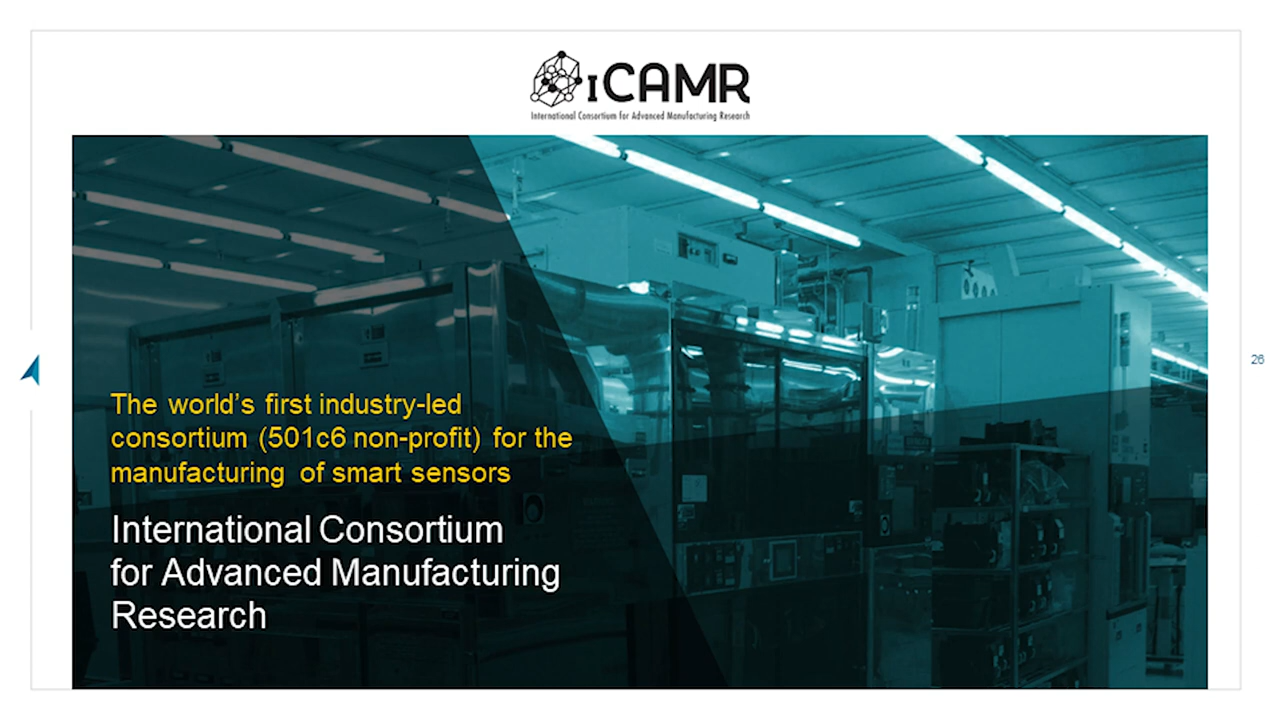 iCAMR
International Consortium for Advanced Manufacturing Research
The world's first industry-led
consortium (501c6 non-profit) for the
manufacturing of smart sensors
International Consortium
for Advanced Manufacturing
Research
26